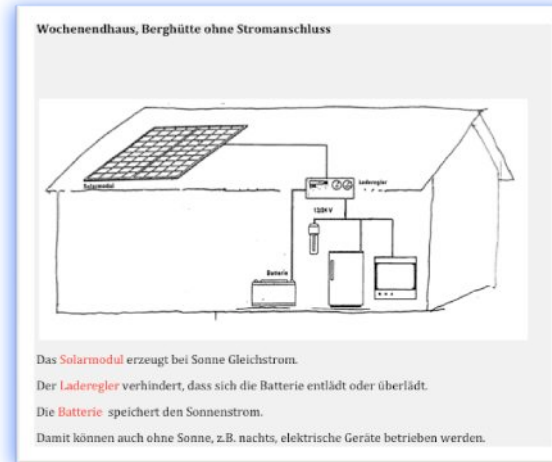 Wochenendhaus, Berghütte ohne Stromanschluss
Solarmodul
Laderegler
Batterie
Das Solarmodul erzeugt bei Sonne Gleichstrom.
Der Laderegler verhindert, dass sich die Batterie entlädt oder überlädt.
Die Batterie speichert den Sonnenstrom.
Damit können auch ohne Sonne, z.B. nachts, elektrische Geräte betrieben werden.